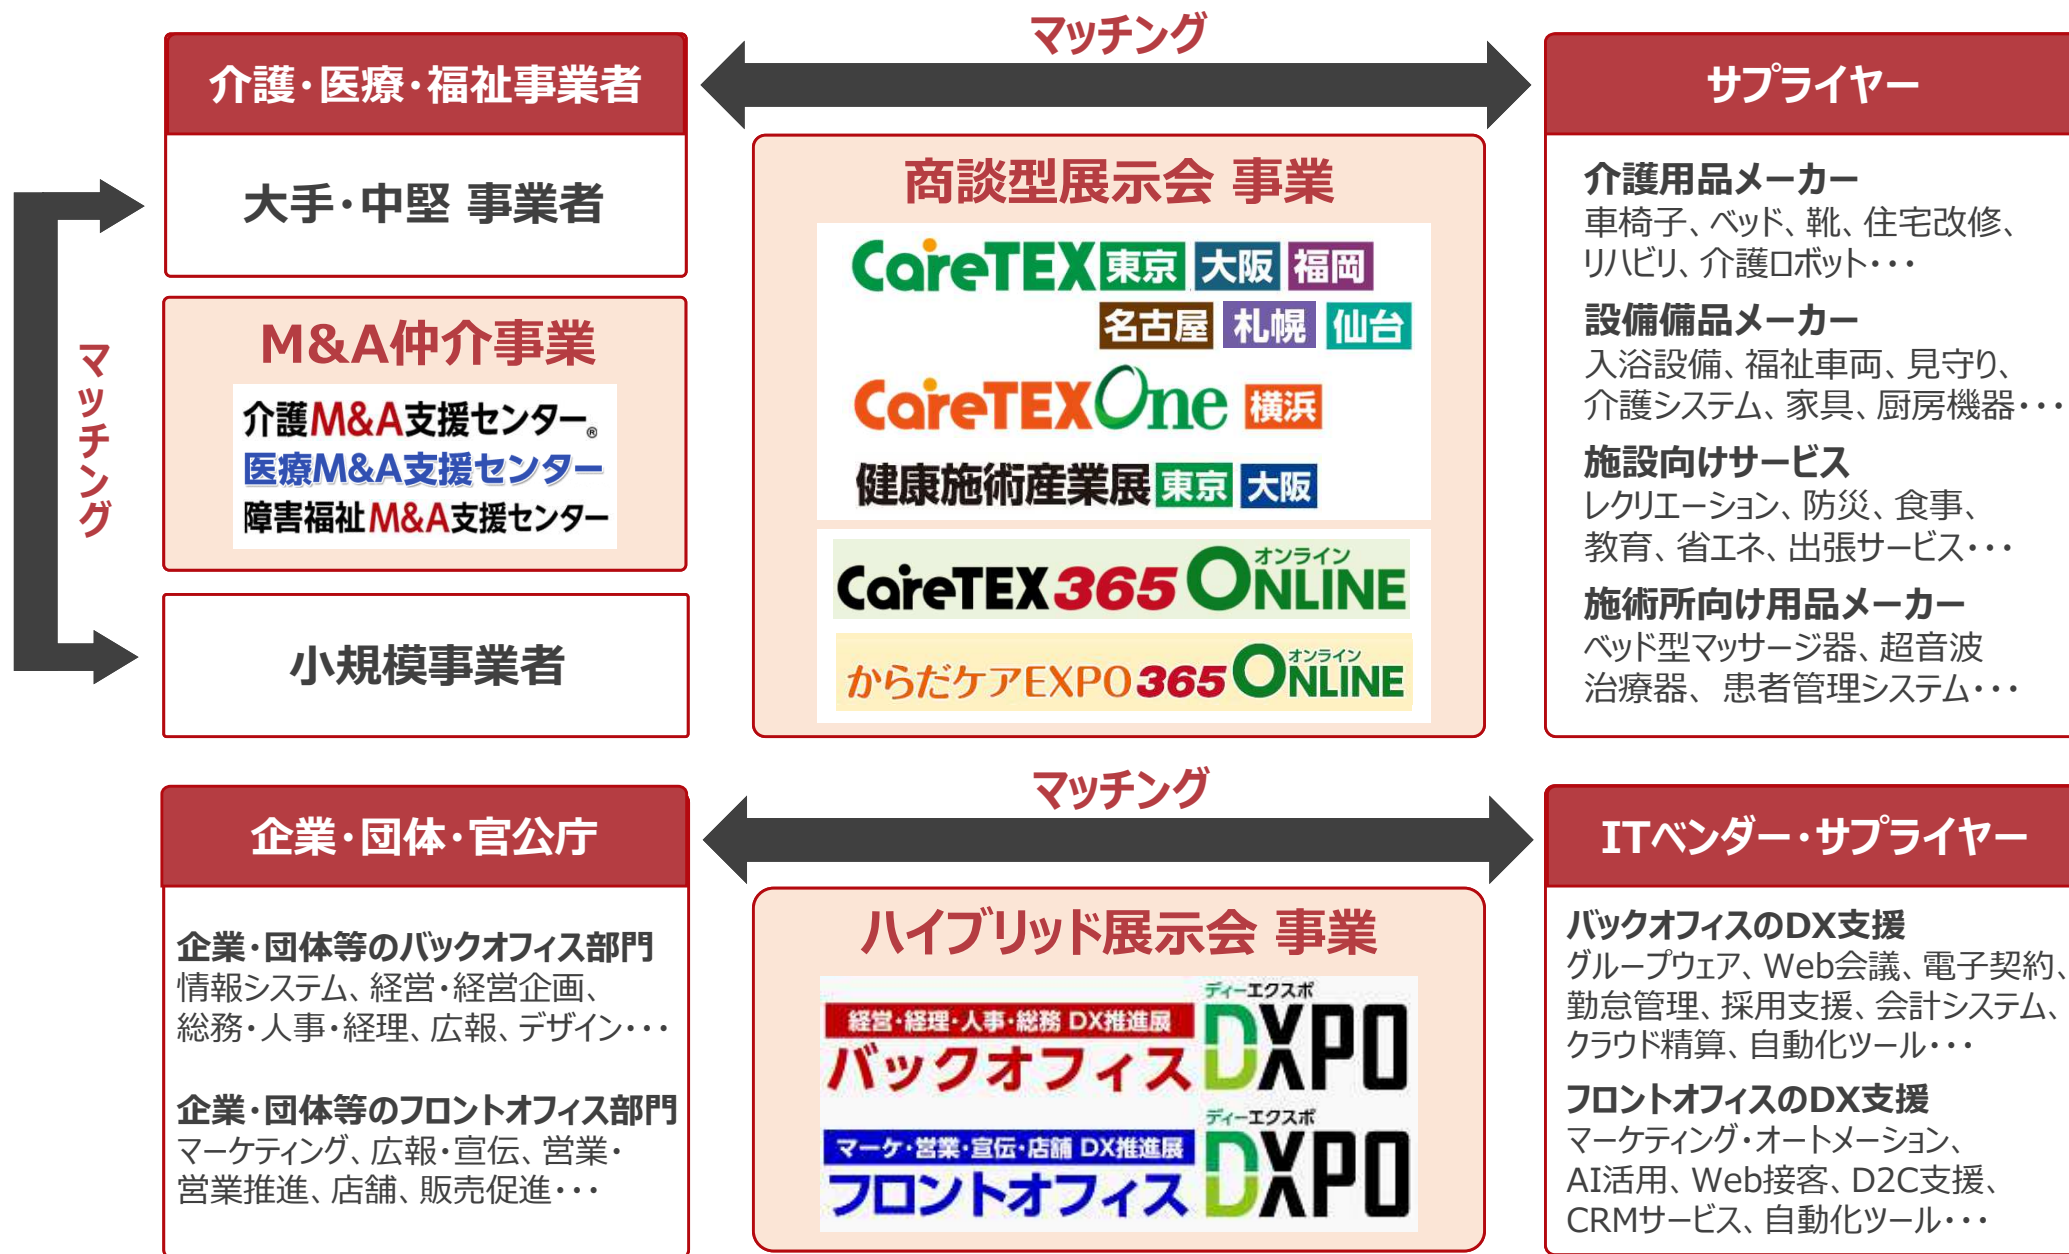 マッチング
介護・医療・福祉事業者
大手・中堅 事業者
マッチング
M&A仲介事業
介護M&A支援センター®
医療M&A支援センター
障害福祉M&A支援センター
小規模事業者
商談型展示会 事業
CareTEX 東京 大阪 福岡
名古屋 札幌 仙台
CareTEXOne 横浜
健康施術産業展 東京 大阪
オンライン
CareTEX365 ONLINE
オンライン
からだケアEXPO365 ONLINE
サプライヤー
介護用品メーカー
車椅子、ベッド、靴、住宅改修、
リハビリ、介護ロボット・・・
設備備品メーカー
入浴設備、福祉車両、見守り、
介護システム、家具、厨房機器・・・
施設向けサービス
レクリエーション、防災、食事、
教育、省エネ、出張サービス・・・
施術所向け用品メーカー
ベッド型マッサージ器、超音波
治療器、患者管理システム・・・
マッチング
企業・団体・官公庁
企業・団体等のバックオフィス部門
情報システム、経営・経営企画、
総務・人事・経理、広報、デザイン・・・
企業・団体等のフロントオフィス部門
マーケティング、広報・宣伝、営業・
営業推進、店舗、販売促進・・・
ハイブリッド展示会 事業
ディーエクスポ
経営・経理・人事・総務 DX推進展
バックオフィス DXPO
ディーエクスポ
マーケ・営業・宣伝・店舗 DX推進展
フロントオフィス DXPO
ITベンダー・サプライヤー
バックオフィスのDX支援
グループウェア、Web会議、電子契約、
勤怠管理、採用支援、会計システム、
クラウド精算、自動化ツール・・・
フロントオフィスのDX支援
マーケティング・オートメーション、
AI活用、Web接客、D2C支援、
CRMサービス、自動化ツール・・・